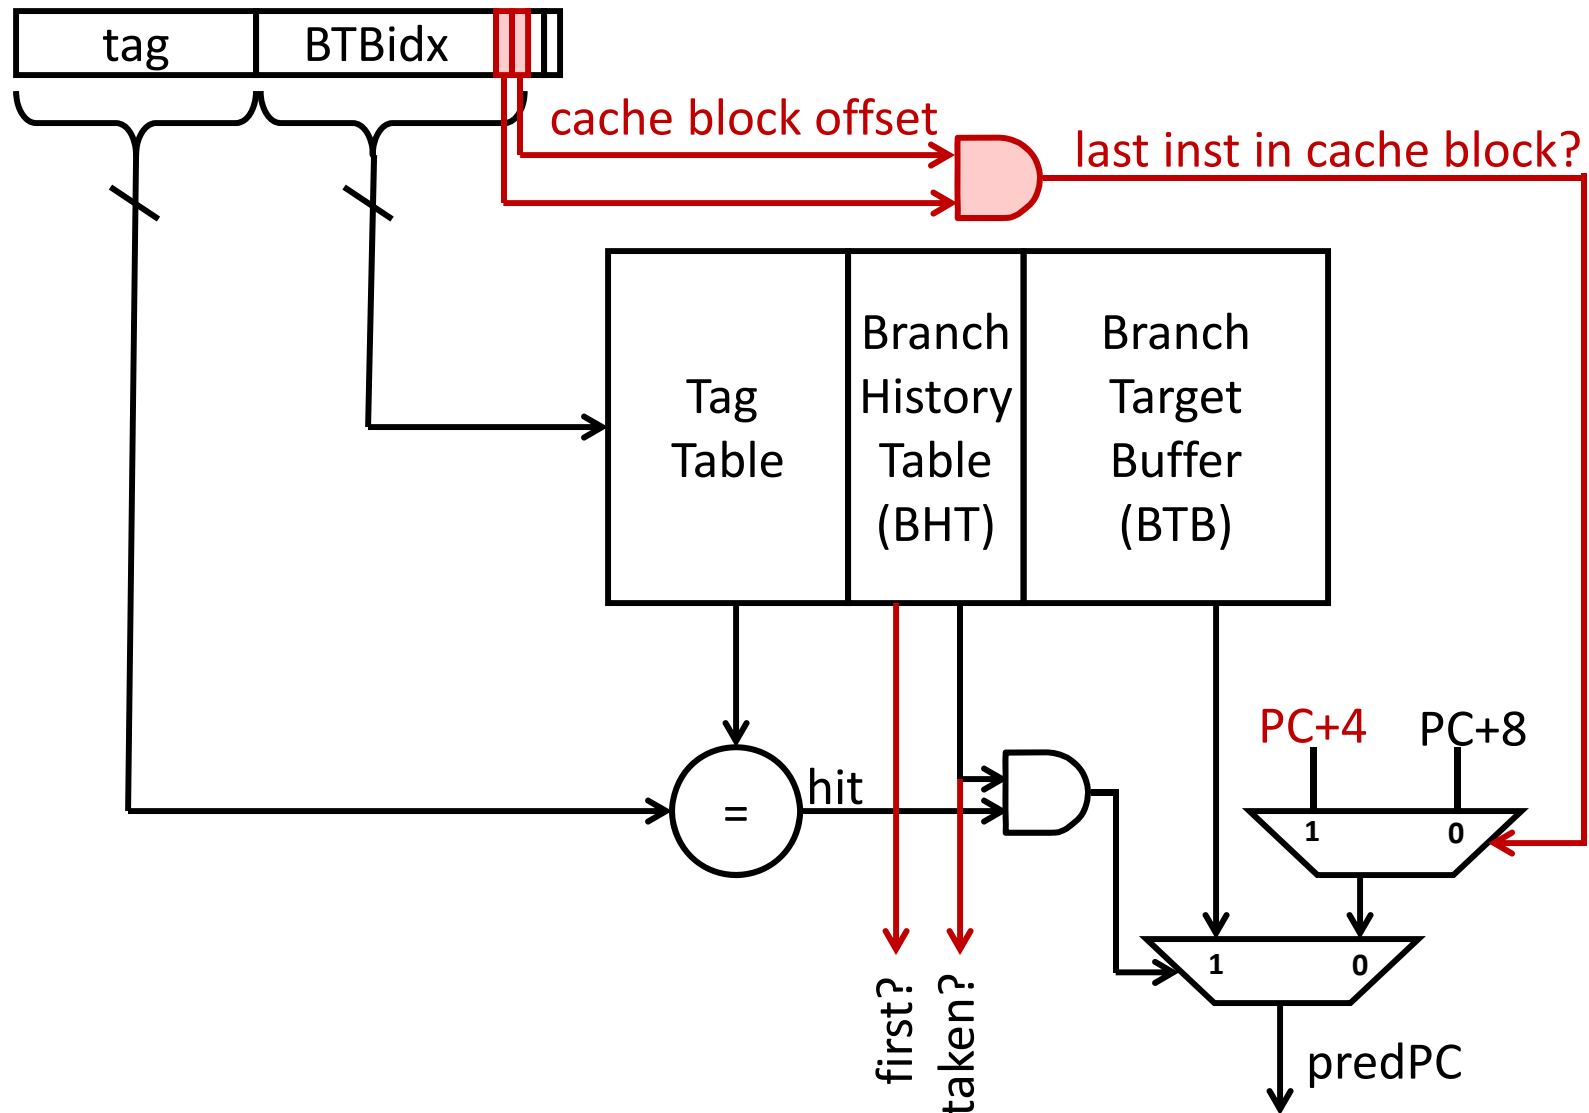 tag
BTBidx
cache block offset
last inst in cache block?
Tag
Table
Branch
History
Table
(BHT)
Branch
Target
Buffer
(BTB)
PC+4
PC+8
hit
=
1
0
1
0
first?
taken?
predPC